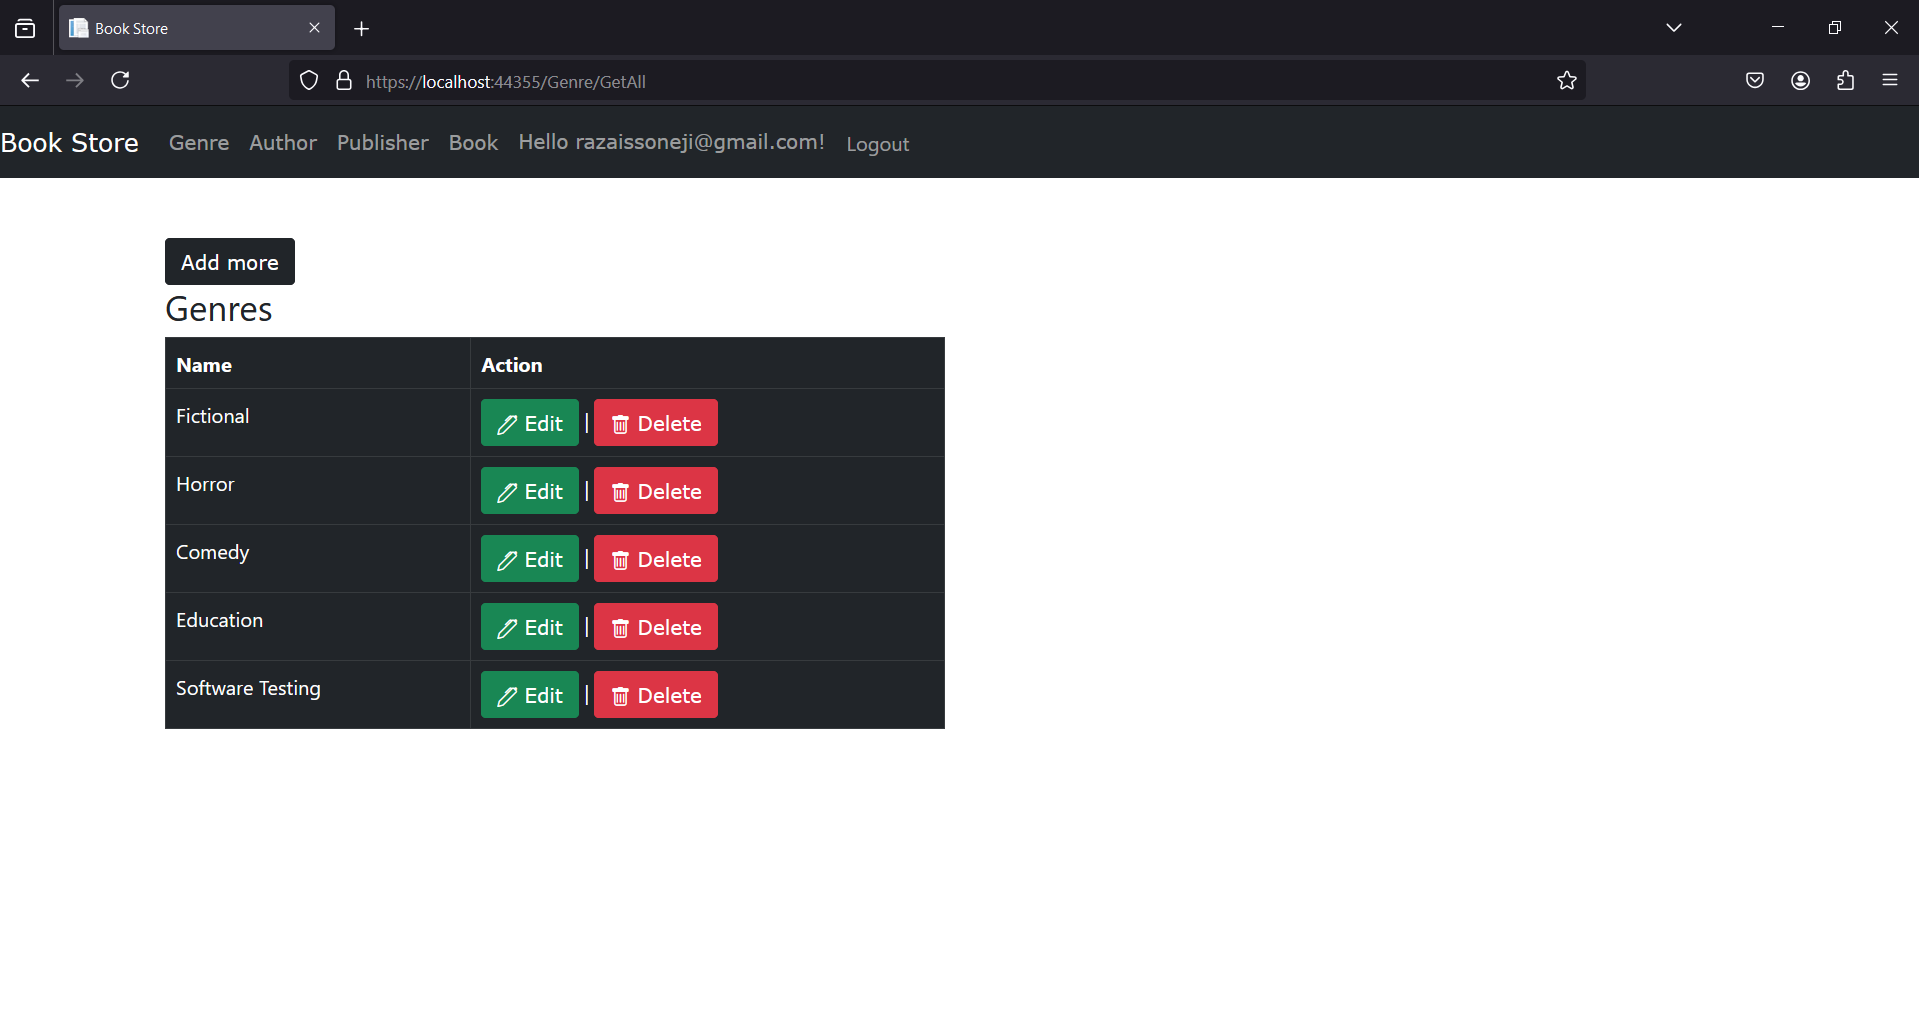 Book Store
https://localhost:44355/Genre/GetAll
Book Store Genre Author Publisher Book Hello razaissoneji@gmail.com! Logout
Add more
Genres
Name Action
Fictional Edit | Delete
Horror Edit | Delete
Comedy Edit | Delete
Education Edit | Delete
Software Testing Edit | Delete